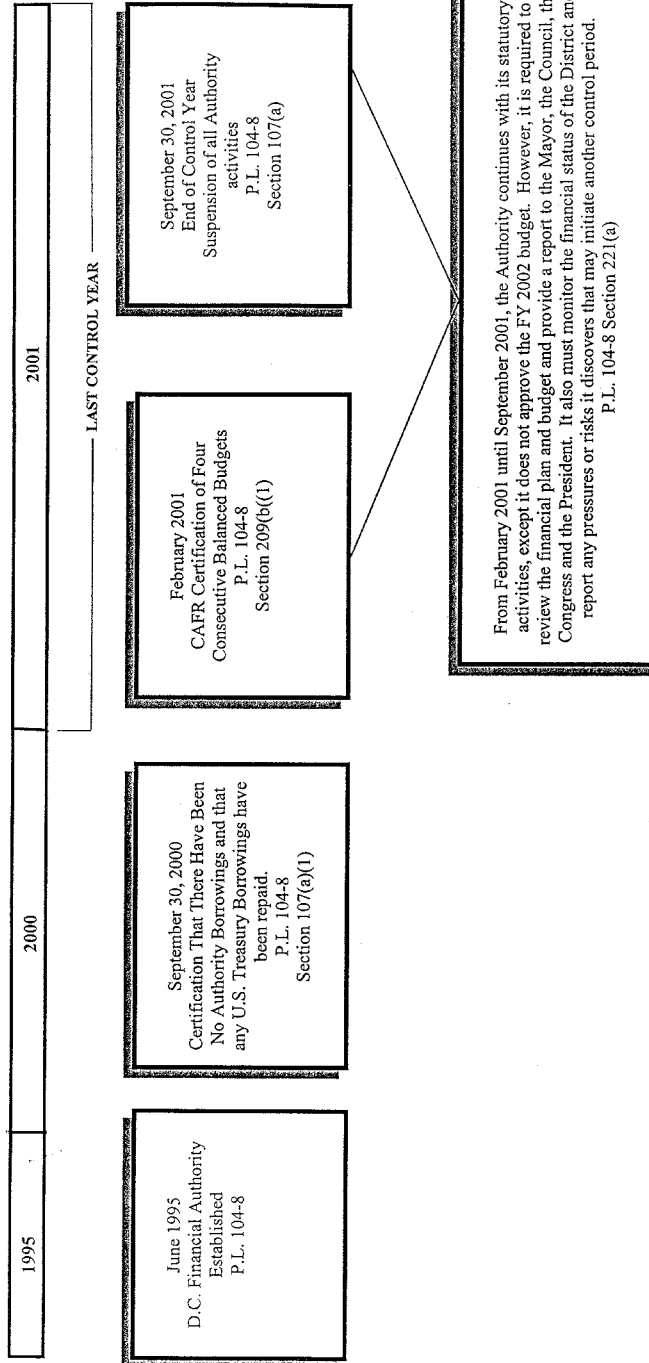 1995
2000
2001
LAST CONTROL YEAR
June 1995
D.C. Financial Authority
Established
P.L. 104-8
September 30, 2000
Certification That There Have Been
No Authority Borrowings and that
any U.S. Treasury Borrowings have
been repaid.
P.L. 104-8
Section 107(a)(1)
February 2001
CAFR Certification of Four
Consecutive Balanced Budgets
P.L. 104-8
Section 209(b((1)
September 30, 2001
End of Control Year
Suspension of all Authority
activities
P.L. 104-8
Section 107(a)
From February 2001 until September 2001, the Authority continues with its statutory
activities, except it does not approve the FY 2002 budget. However, it is required to
review the financial plan and budget and provide a report to the Mayor, the Council, th
Congress and the President. It also must monitor the financial status of the District an
report any pressures or risks it discovers that may initiate another control period.
P.L. 104-8 Section 221(a)